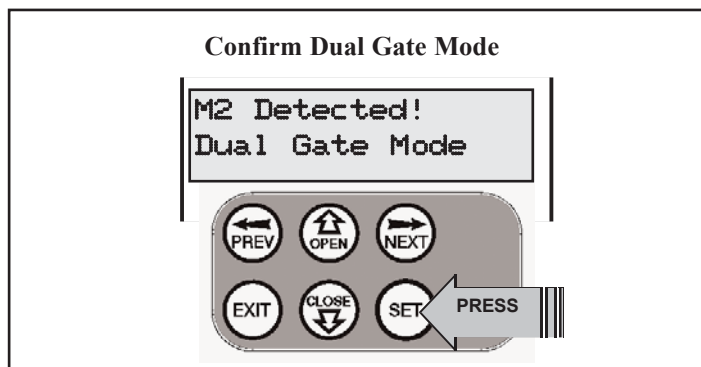 Confirm Dual Gate Mode
M2 Detected!
Dual Gate Mode
PREV OPEN NEXT
EXIT CLOSE SET PRESS